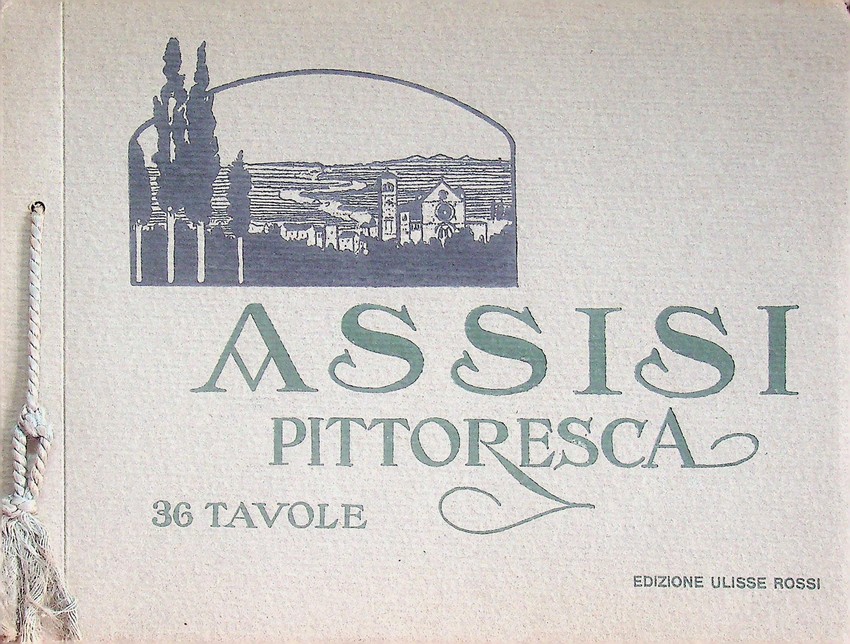 ASSISI
PITTORESCA
36 TAVOLE
EDIZIONE ULISSE ROSSI